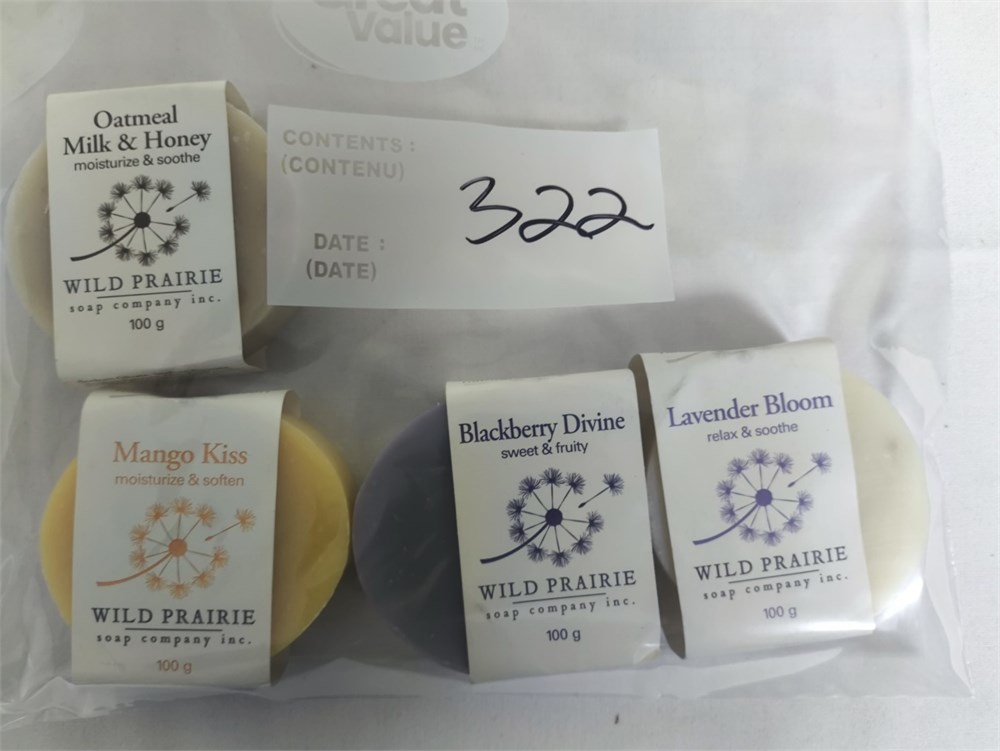 Great
Value
CONTENTS :
(CONTENU)
322
DATE :
(DATE)
Oatmeal
Milk & Honey
moisturize & soothe
WILD PRAIRIE
soap company inc.
100 g
Mango Kiss
moisturize & soften
WILD PRAIRIE
soap company inc.
100 g
Blackberry Divine
sweet & fruity
WILD PRAIRIE
soap company inc.
100 g
Lavender Bloom
relax & soothe
WILD PRAIRIE
soap company inc.
100 g